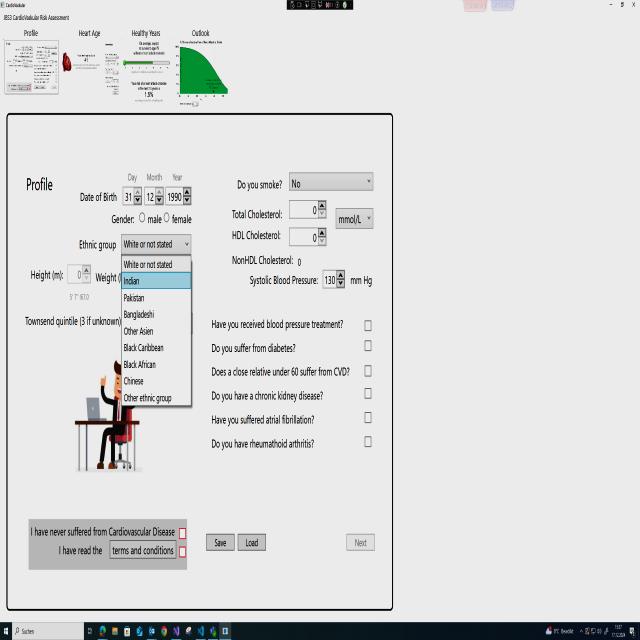 CardioVascular
JBS3 CardioVascular Risk Assessment
Profile
Heart Age
Healthy Years
Outlook
Profile
Day Month Year
Date of Birth 31 12 1990
Gender: male female
Ethnic group White or not stated
White or not stated
Indian
Pakistan
Bangladeshi
Other Asien
Black Caribbean
Black African
Chinese
Other ethnic group
Height (m): 0 Weight (
5' 7" (67.0
Townsend quintile (3 if unknown)
Do you smoke? No
Total Cholesterol: 0
mmol/L
HDL Cholesterol: 0
NonHDL Cholesterol: 0
Systolic Blood Pressure: 130 mm Hg
Have you received blood pressure treatment?
Do you suffer from diabetes?
Does a close relative under 60 suffer from CVD?
Do you have a chronic kidney disease?
Have you suffered atrial fibrillation?
Do you have rheumathoid arthritis?
I have never suffered from Cardiovascular Disease
I have read the terms and conditions
Save
Load
Next
Suchen